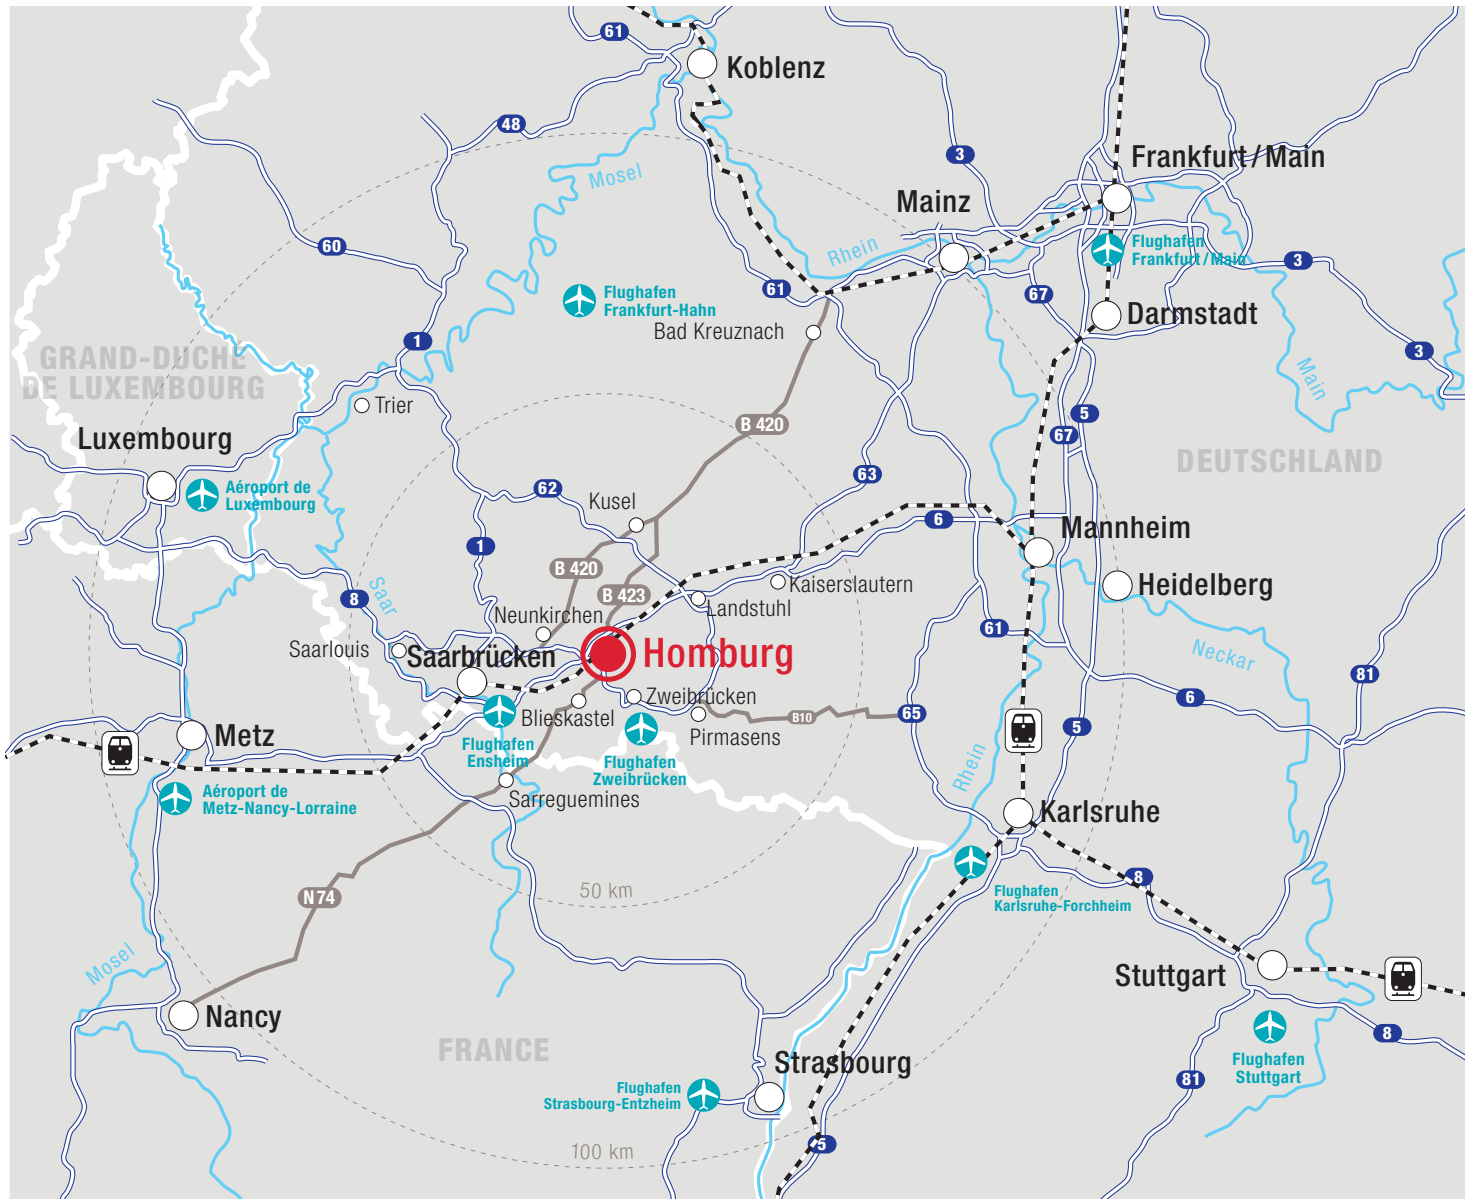 61
Koblenz
48
3
Frankfurt/Main
Mosel
Mainz
60
Rhein
Flughafen
Frankfurt/Main
3
61
67
Flughafen
Frankfurt-Hahn
Darmstadt
Bad Kreuznach
1
3
GRAND-DUCHÉ
DE LUXEMBOURG
Main
Trier
5
B 420
67
Luxembourg
DEUTSCHLAND
63
62
Aéroport de
Luxembourg
Kusel
6
Mannheim
1
B 420
Kaiserslautern
Heidelberg
Saar
8
B 423
Landstuhl
Neunkirchen
61
Saarlouis
Saarbrücken
Homburg
Neckar
81
Zweibrücken
6
Blieskastel
B10
65
Pirmasens
5
Metz
Flughafen
Ensheim
Flughafen
Zweibrücken
Rhein
Aéroport de
Metz-Nancy-Lorraine
Sarreguemines
Karlsruhe
N 74
50 km
8
Flughafen
Karlsruhe-Forchheim
Mosel
Stuttgart
Nancy
8
FRANCE
Strasbourg
Flughafen
Stuttgart
81
Flughafen
Strasbourg-Entzheim
5
100 km